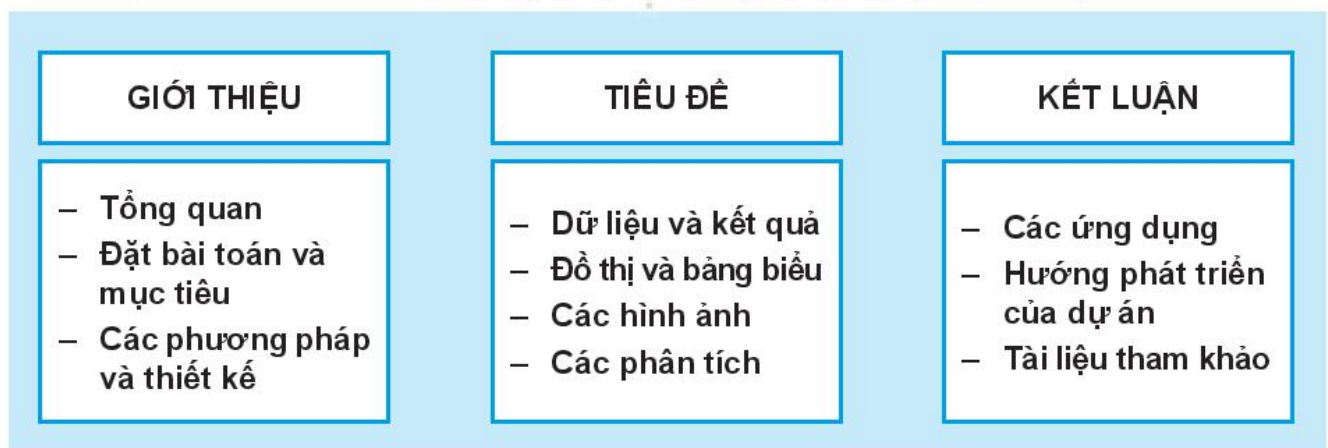 GIỚI THIỆU
– Tổng quan
– Đặt bài toán và
mục tiêu
– Các phương pháp
và thiết kế
TIÊU ĐỀ
– Dữ liệu và kết quả
– Đồ thị và bảng biểu
– Các hình ảnh
– Các phân tích
KẾT LUẬN
– Các ứng dụng
– Hướng phát triển
của dự án
– Tài liệu tham khảo